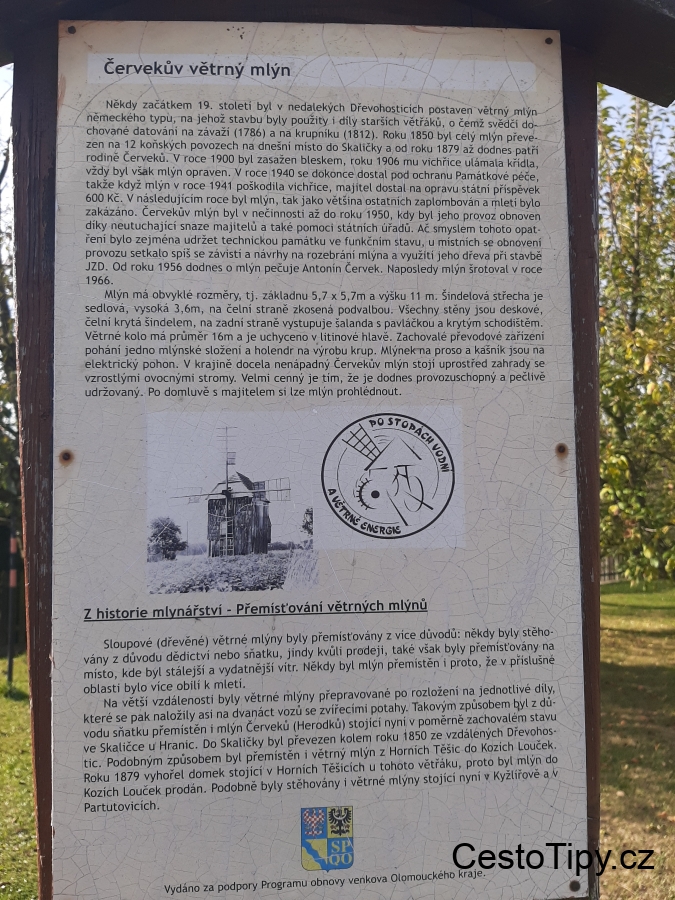 Červekův větrný mlýn
Někdy začátkem 19. století byl v nedalekých Dřevohosticích postaven větrný mlýn
německého typu, na jehož stavbu byly použity i díly starších větřáků, o čemž svědčí do-
chované datování na závaží (1786) a na krupníku (1812). Roku 1850 byl celý mlýn převe-
zen na 12 koňských povozech na dnešní místo do Skaličky a od roku 1879 až dodnes patří
rodině Červeků. V roce 1900 byl zasažen bleskem, roku 1906 mu vichřice ulámala křídla,
vždy byl však mlýn opraven. V roce 1940 se dokonce dostal pod ochranu Památkové péče,
takže když mlýn v roce 1941 poškodila vichřice, majitel dostal na opravu státní příspěvek
600 Kč. V následujícím roce byl mlýn, tak jako většina ostatních zaplombován a mletí bylo
zakázáno. Červekův mlýn byl v nečinnosti až do roku 1950, kdy byl jeho provoz obnoven
díky neutuchající snaze majitelů a také pomoci státních úřadů. Ač smyslem tohoto opat-
ření bylo zejména udržet technickou památku ve funkčním stavu, u místních se obnovení
provozu setkalo spíš se závistí a návrhy na rozebrání mlýna a využití jeho dřeva při stavbě
JZD. Od roku 1956 dodnes o mlýn pečuje Antonín Červek. Naposledy mlýn šrotoval v roce
1966.
Mlýn má obvyklé rozměry, tj. základnu 5,7 x 5,7m a výšku 11 m. Šindelová střecha je
sedlová, vysoká 3,6m, na čelní straně zkosená podvalbou. Všechny stěny jsou deskové,
čelní krytá šindelem, na zadní straně vystupuje šalanda s pavláčkou a krytým schodištěm.
Větrné kolo má průměr 16m a je uchyceno v litinové hlavě. Zachovalé převodové zařízení
pohání jedno mlýnské složení a holendr na výrobu krup. Mlýnek na proso a kašník jsou na
elektrický pohon. V krajině docela nenápadný Červekův mlýn stojí uprostřed zahrady se
vzrostlými ovocnými stromy. Velmi cenný je tím, že je dodnes provozuschopný a pečlivě
udržovaný. Po domluvě s majitelem si lze mlýn prohlédnout.
PO STOPÁCH VODNÍ
A VĚTRNÉ ENERGIE
Z historie mlynářství - Přemísťování větrných mlýnů
Sloupové (dřevěné) větrné mlýny byly přemísťovány z více důvodů: někdy byly stěho-
vány z důvodu dědictví nebo sňatku, jindy kvůli prodeji, také však byly přemísťovány na
místo, kde byl stálejší a vydatnější vítr. Někdy byl mlýn přemístěn i proto, že v příslušné
oblasti bylo více obilí k mletí.
Na větší vzdálenosti byly větrné mlýny přepravované po rozložení na jednotlivé díly,
které se pak naložily asi na dvanáct vozů se zvířecími potahy. Takovým způsobem byl z dů-
vodu sňatku přemístěn i mlýn Červeků (Herodků) stojící nyní v poměrně zachovalém stavu
ve Skaličce u Hranic. Do Skaličky byl převezen kolem roku 1850 ze vzdálených Dřevohos-
tic. Podobným způsobem byl přemístěn i větrný mlýn z Horních Těšic do Kozích Louček.
Roku 1879 vyhořel domek stojící v Horních Těšicích u tohoto větřáku, proto byl mlýn do
Kozích Louček prodán. Podobně byly stěhovány i větrné mlýny stojící nyní v Kyžlířově a v
Partutovicích.
SP
QO
Vydáno za podpory Programu obnovy venkova Olomouckého kraje.
CestoTipy.cz